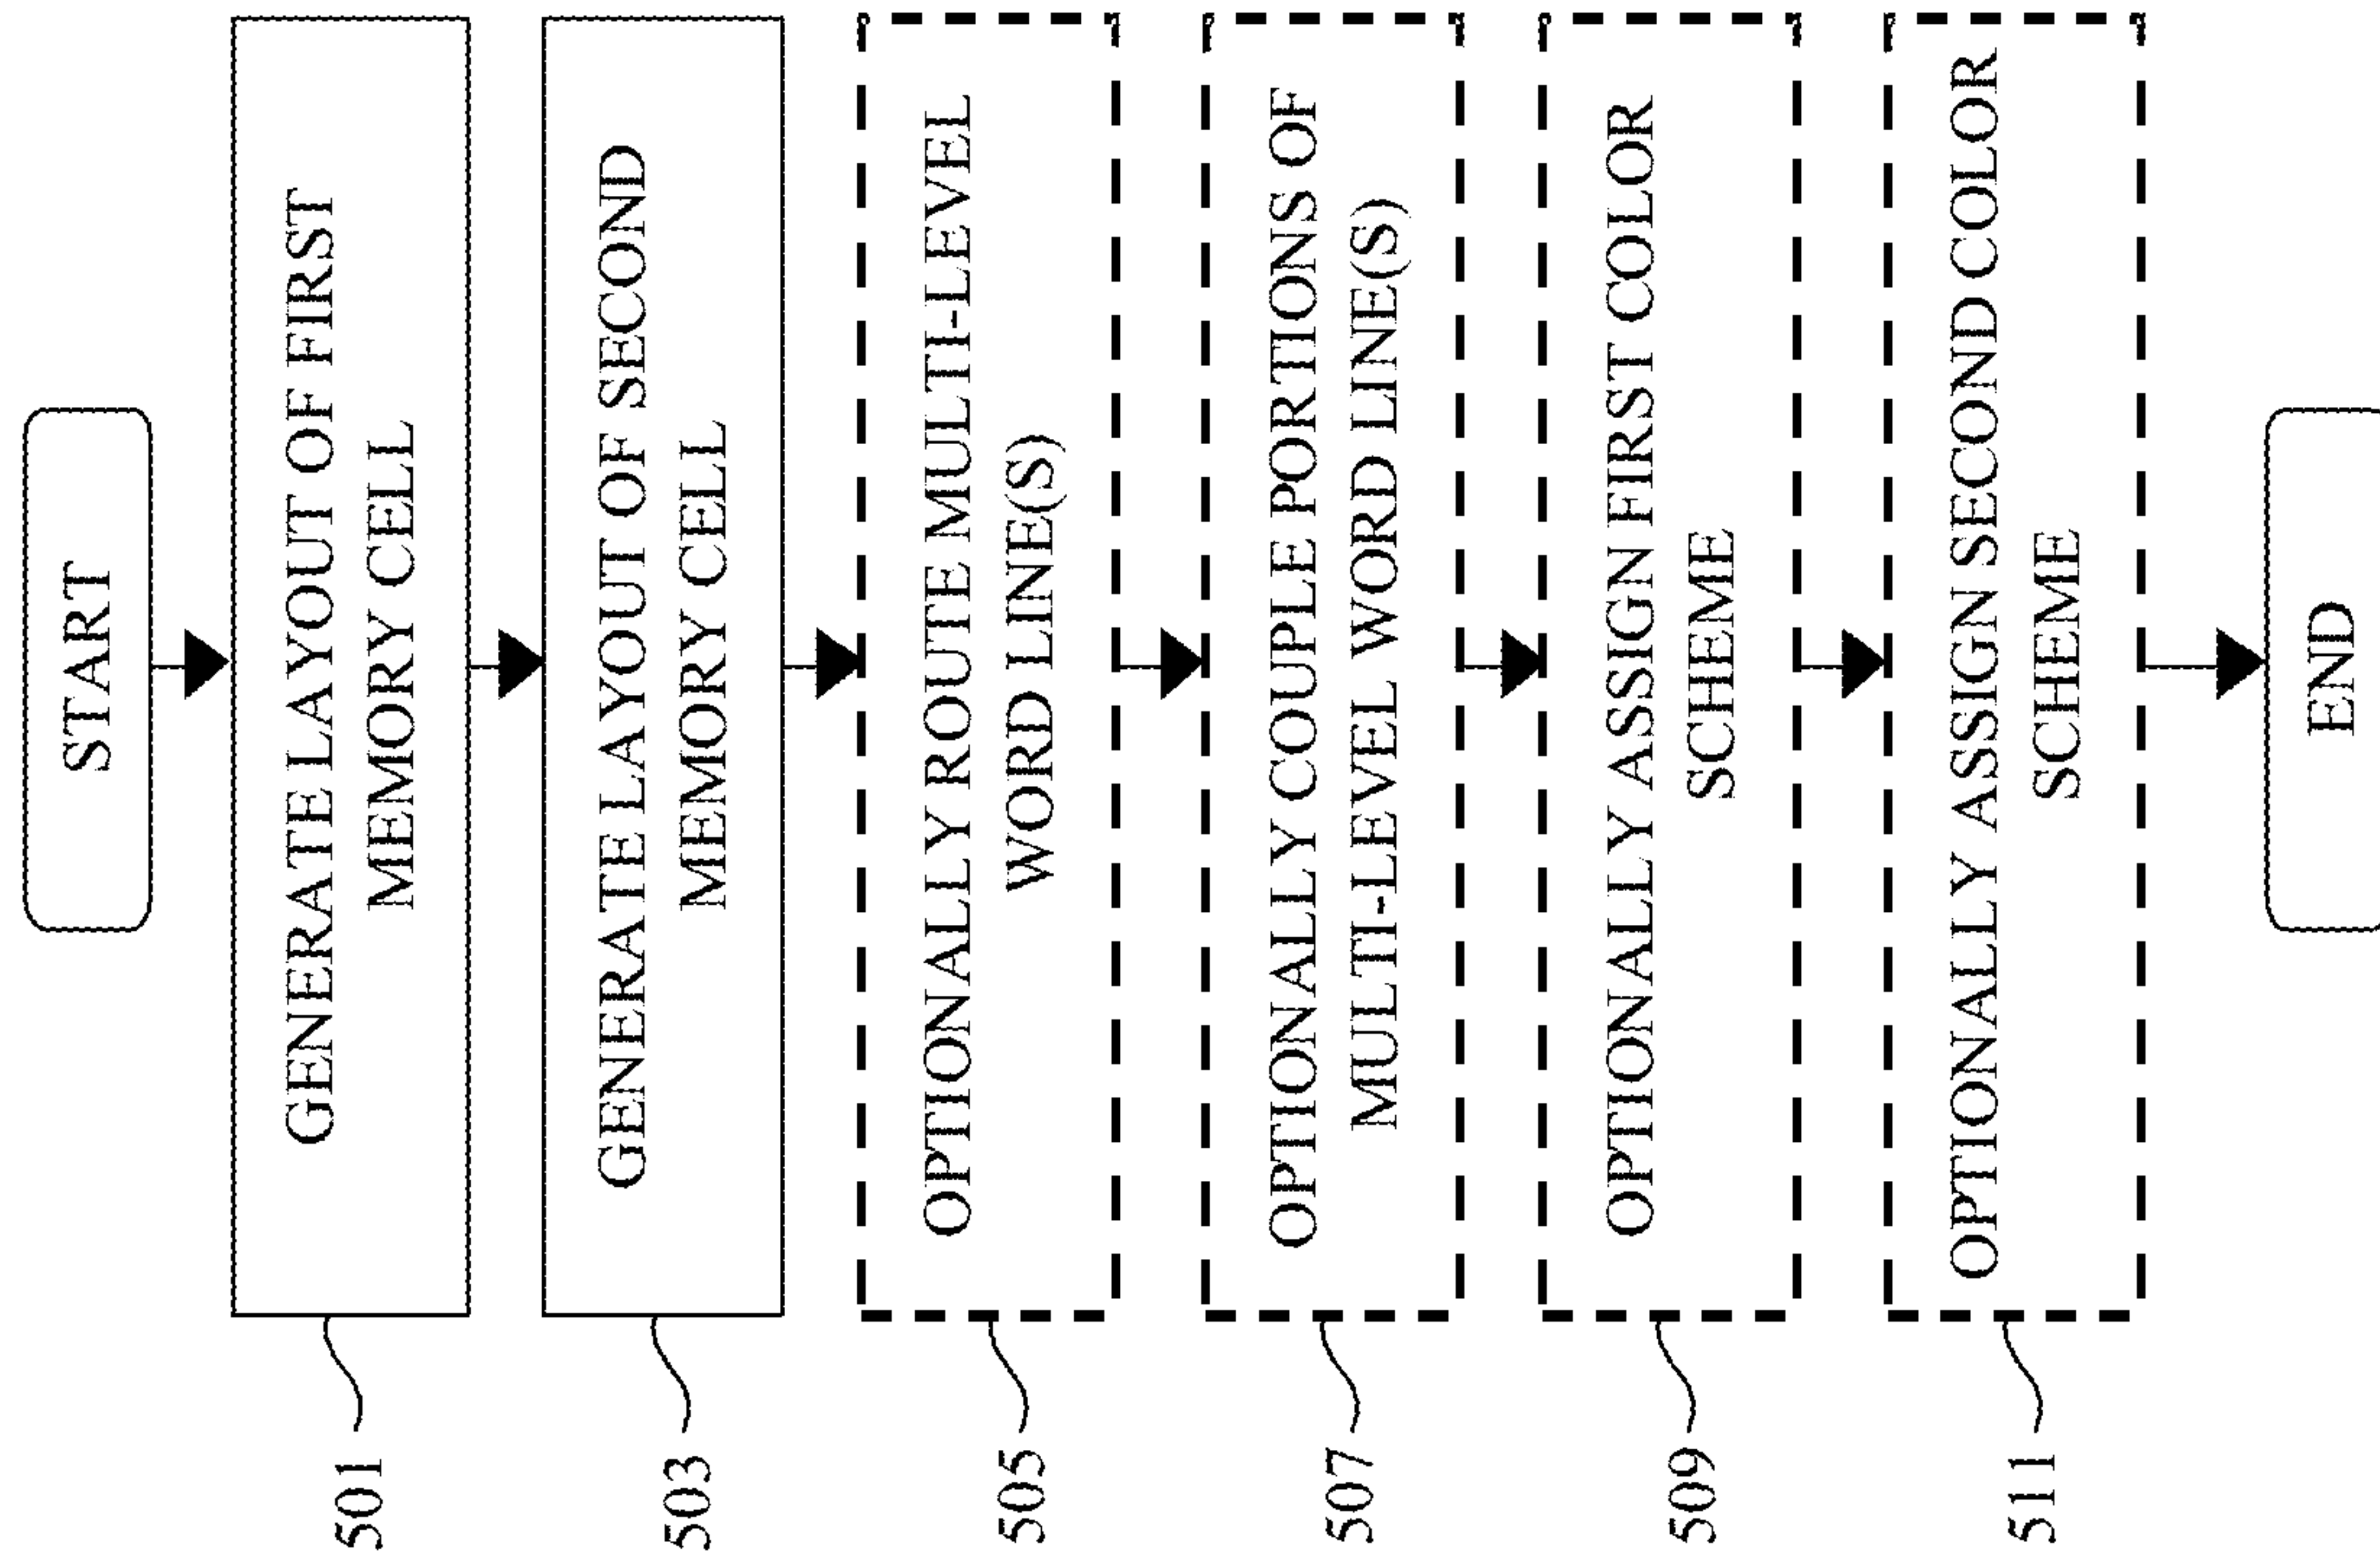 START
501
GENERATE LAYOUT OF FIRST
MEMORY CELL
503
GENERATE LAYOUT OF SECOND
MEMORY CELL
505
OPTIONALLY ROUTE MULTI-LEVEL
WORD LINE(S)
507
OPTIONALLY COUPLE PORTIONS OF
MULTI-LEVEL WORD LINE(S)
509
OPTIONALLY ASSIGN FIRST COLOR
SCHEME
511
OPTIONALLY ASSIGN SECOND COLOR
SCHEME
END